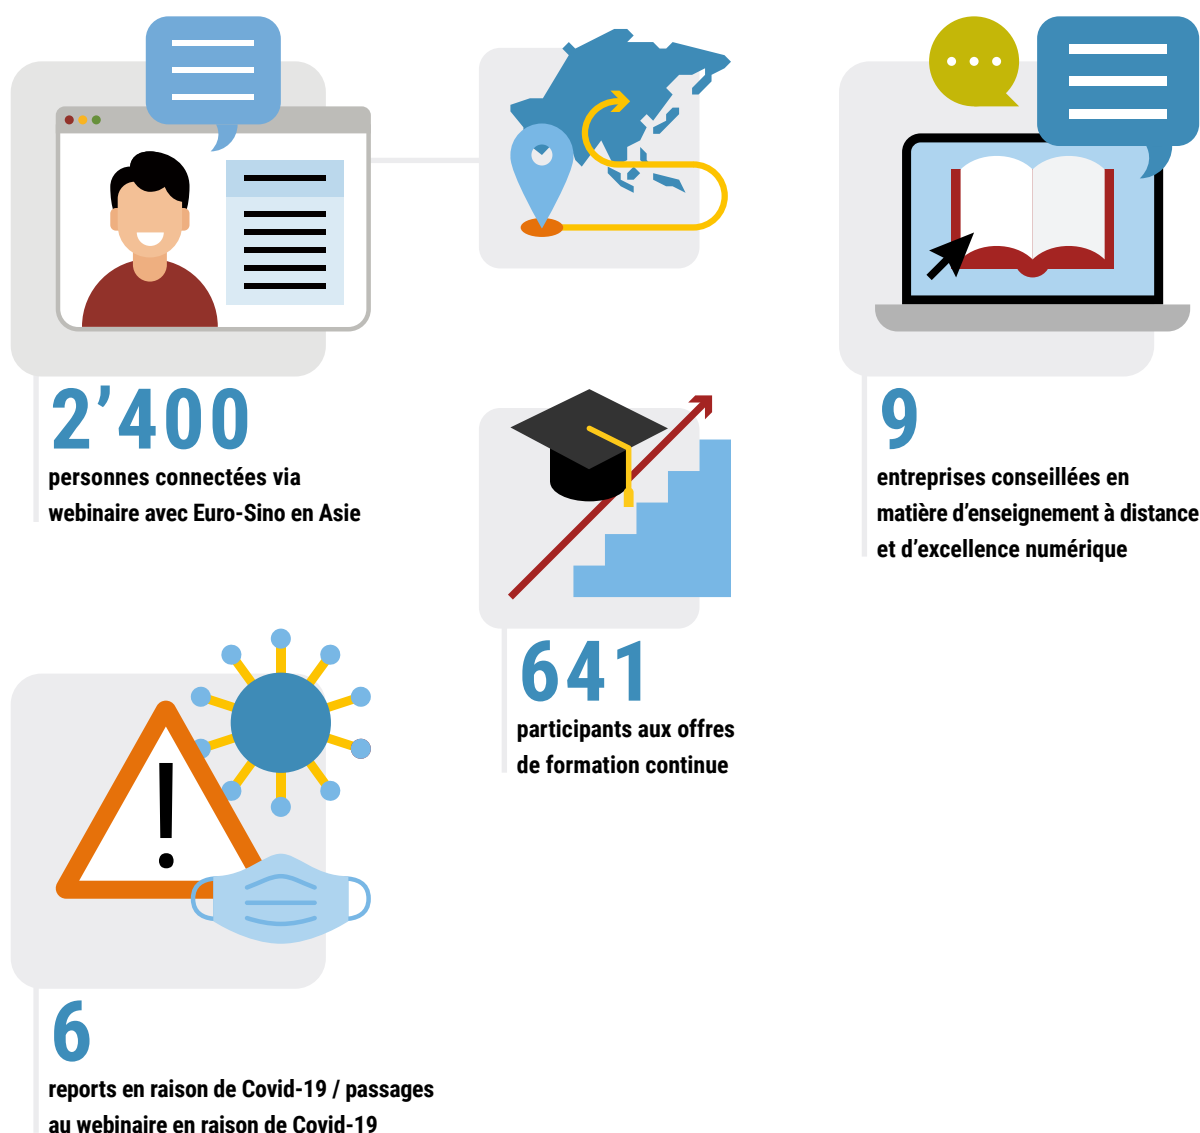 2’400
personnes connectées via
webinaire avec Euro-Sino en Asie
9
entreprises conseillées en
matière d’enseignement à distance
et d’excellence numérique
641
participants aux offres
de formation continue
6
reports en raison de Covid-19 / passages
au webinaire en raison de Covid-19